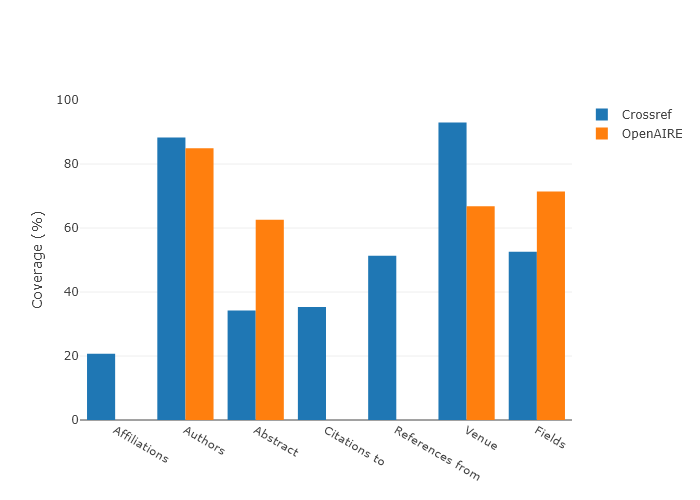 100
80
60
40
20
0
Coverage (%)
Affiliations
Authors
Abstract
Citations to
References from
Venue
Fields
Crossref
OpenAIRE